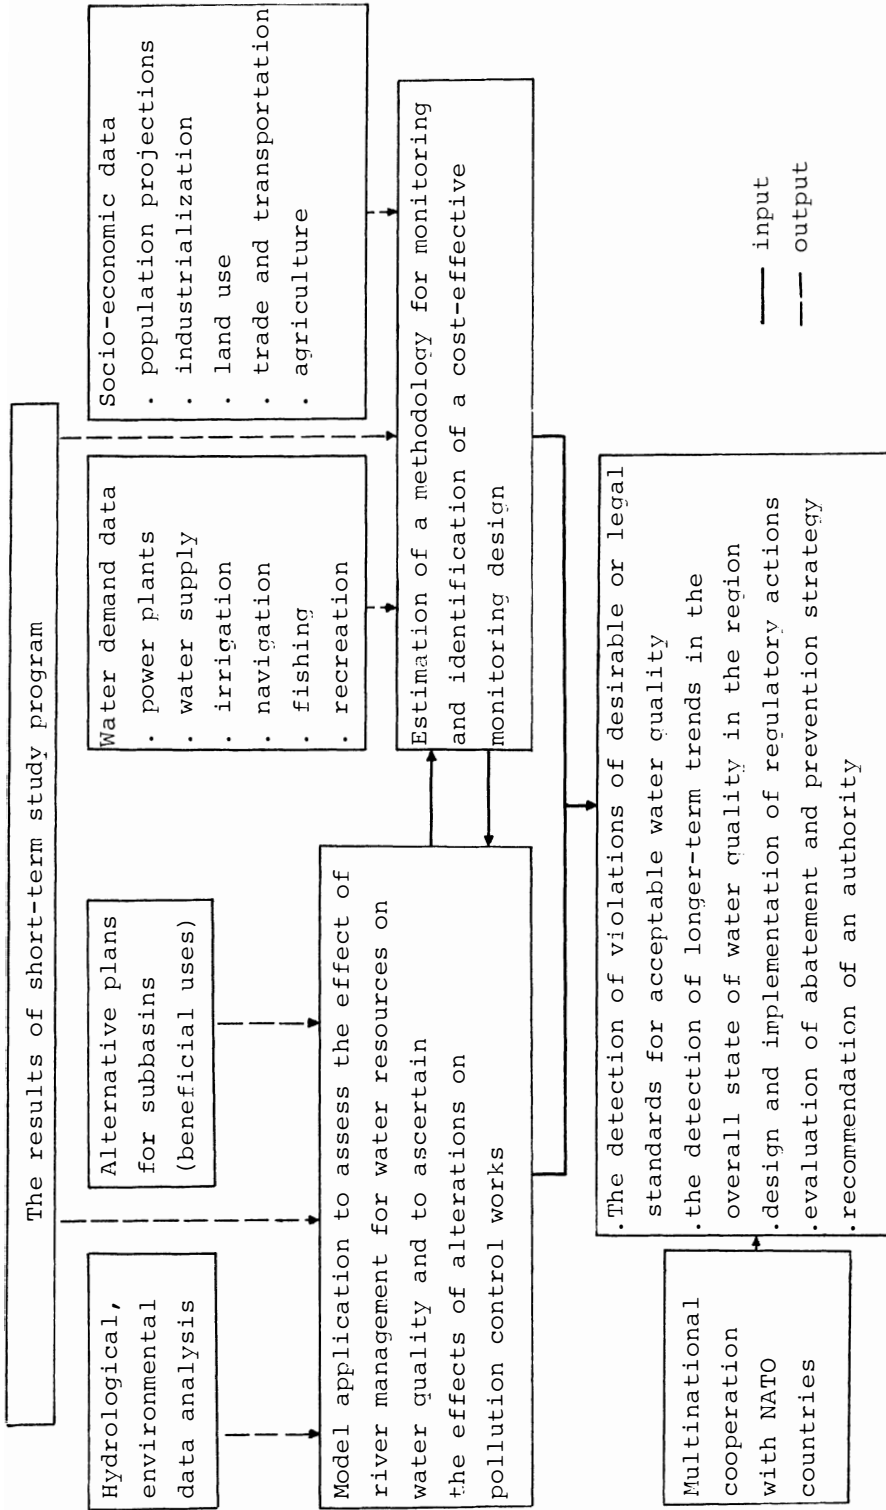 The results of short-term study program
Hydrological,
environmental
data analysis
Alternative plans
for subbasins
(beneficial uses)
Water demand data
. power plants
. water supply
. irrigation
. navigation
. fishing
. recreation
Socio-economic data
. population projections
. industrialization
. land use
. trade and transportation
. agriculture
Model application to assess the effect of
river management for water resources on
water quality and to ascertain
the effects of alterations on
pollution control works
Estimation of a methodology for monitoring
and identification of a cost-effective
monitoring design
Multinational
cooperation
with NATO
countries
.The detection of violations of desirable or legal
standards for acceptable water quality
.the detection of longer-term trends in the
overall state of water quality in the region
.design and implementation of regulatory actions
.evaluation of abatement and prevention strategy
.recommendation of an authority
input
output